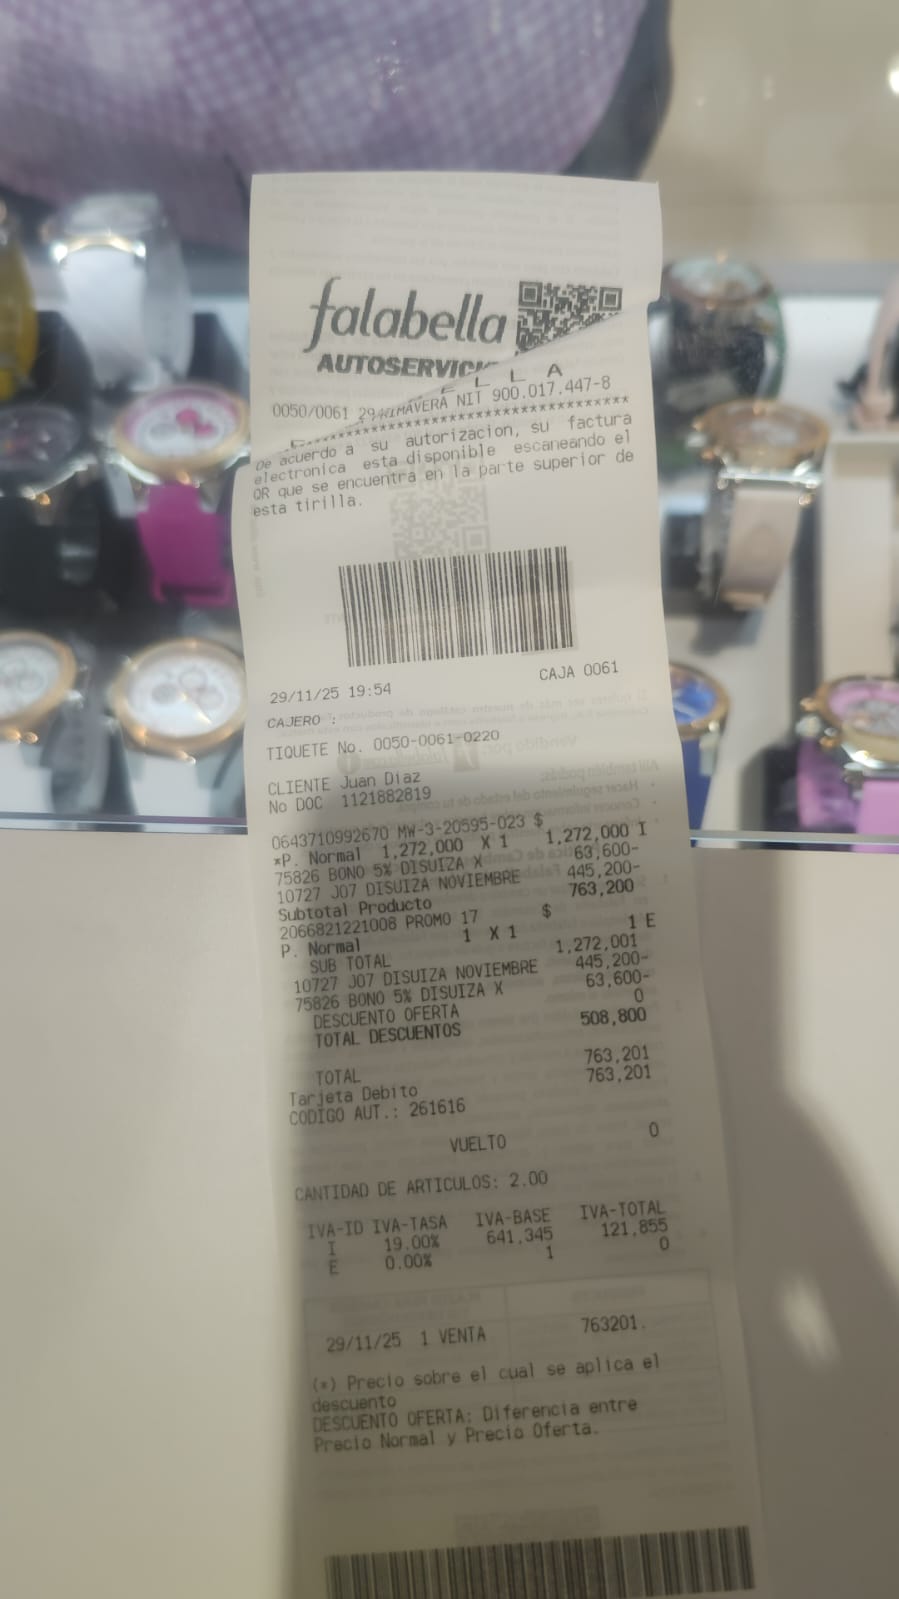 falabella
AUTOSERVICI
E L L A
0050/0061 29
RIMAVERA NIT 900.017.447-8
************************************
De acuerdo a su autorizacion, su factura
electronica esta disponible escaneando el
QR que se encuentra en la parte superior de
esta tirilla.
29/11/25 19:54 CAJA 0061
CAJERO :
TIQUETE No. 0050-0061-0220
CLIENTE Juan Diaz
No DOC 1121882819
0643710992670 MW-3-20595-023 $
*P. Normal 1,272,000 X 1 1,272,000 I
75826 BONO 5% DISUIZA X 63,600-
10727 J07 DISUIZA NOVIEMBRE 445,200-
Subtotal Producto 763,200
2066821221008 PROMO 17 $
P. Normal 1 X 1 1 E
SUB TOTAL 1,272,001
10727 J07 DISUIZA NOVIEMBRE 445,200-
75826 BONO 5% DISUIZA X 63,600-
DESCUENTO OFERTA 0
TOTAL DESCUENTOS 508,800
TOTAL 763,201
Tarjeta Debito 763,201
CODIGO AUT.: 261616
VUELTO 0
CANTIDAD DE ARTICULOS: 2.00
IVA-ID IVA-TASA IVA-BASE IVA-TOTAL
I 19.00% 641,345 121,855
E 0.00% 1 0
29/11/25 1 VENTA 763201.
(*) Precio sobre el cual se aplica el
descuento
DESCUENTO OFERTA: Diferencia entre
Precio Normal y Precio Oferta.